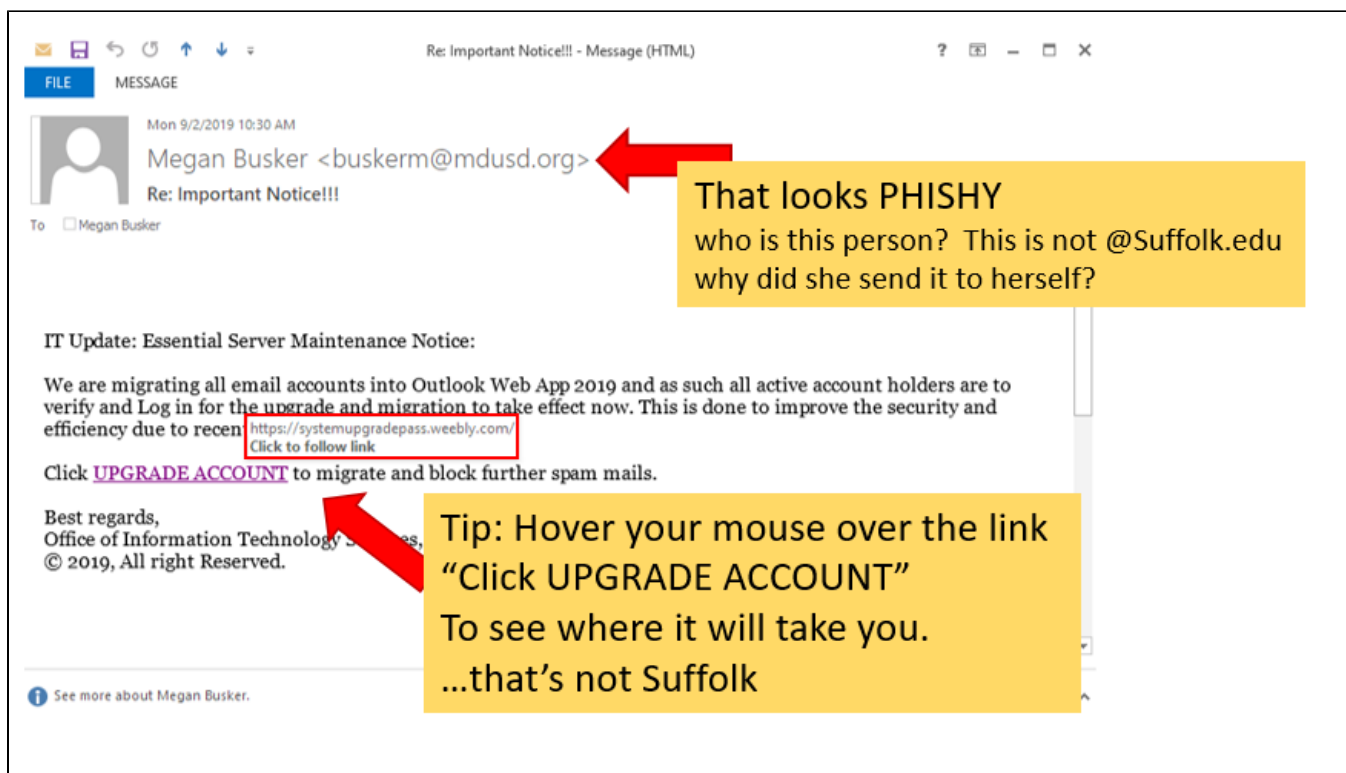 Re: Important Notice!!! - Message (HTML)
?
FILE MESSAGE
Mon 9/2/2019 10:30 AM
Megan Busker <buskerm@mdusd.org>
Re: Important Notice!!!
To Megan Busker
That looks PHISHY
who is this person? This is not @Suffolk.edu
why did she send it to herself?
IT Update: Essential Server Maintenance Notice:
We are migrating all email accounts into Outlook Web App 2019 and as such all active account holders are to
verify and Log in for the upgrade and migration to take effect now. This is done to improve the security and
efficiency due to recen
https://systemupgradepass.weebly.com/
Click to follow link
Click UPGRADE ACCOUNT to migrate and block further spam mails.
Best regards,
Office of Information Technology
© 2019, All right Reserved.
Tip: Hover your mouse over the link
“Click UPGRADE ACCOUNT”
To see where it will take you.
...that’s not Suffolk
See more about Megan Busker.